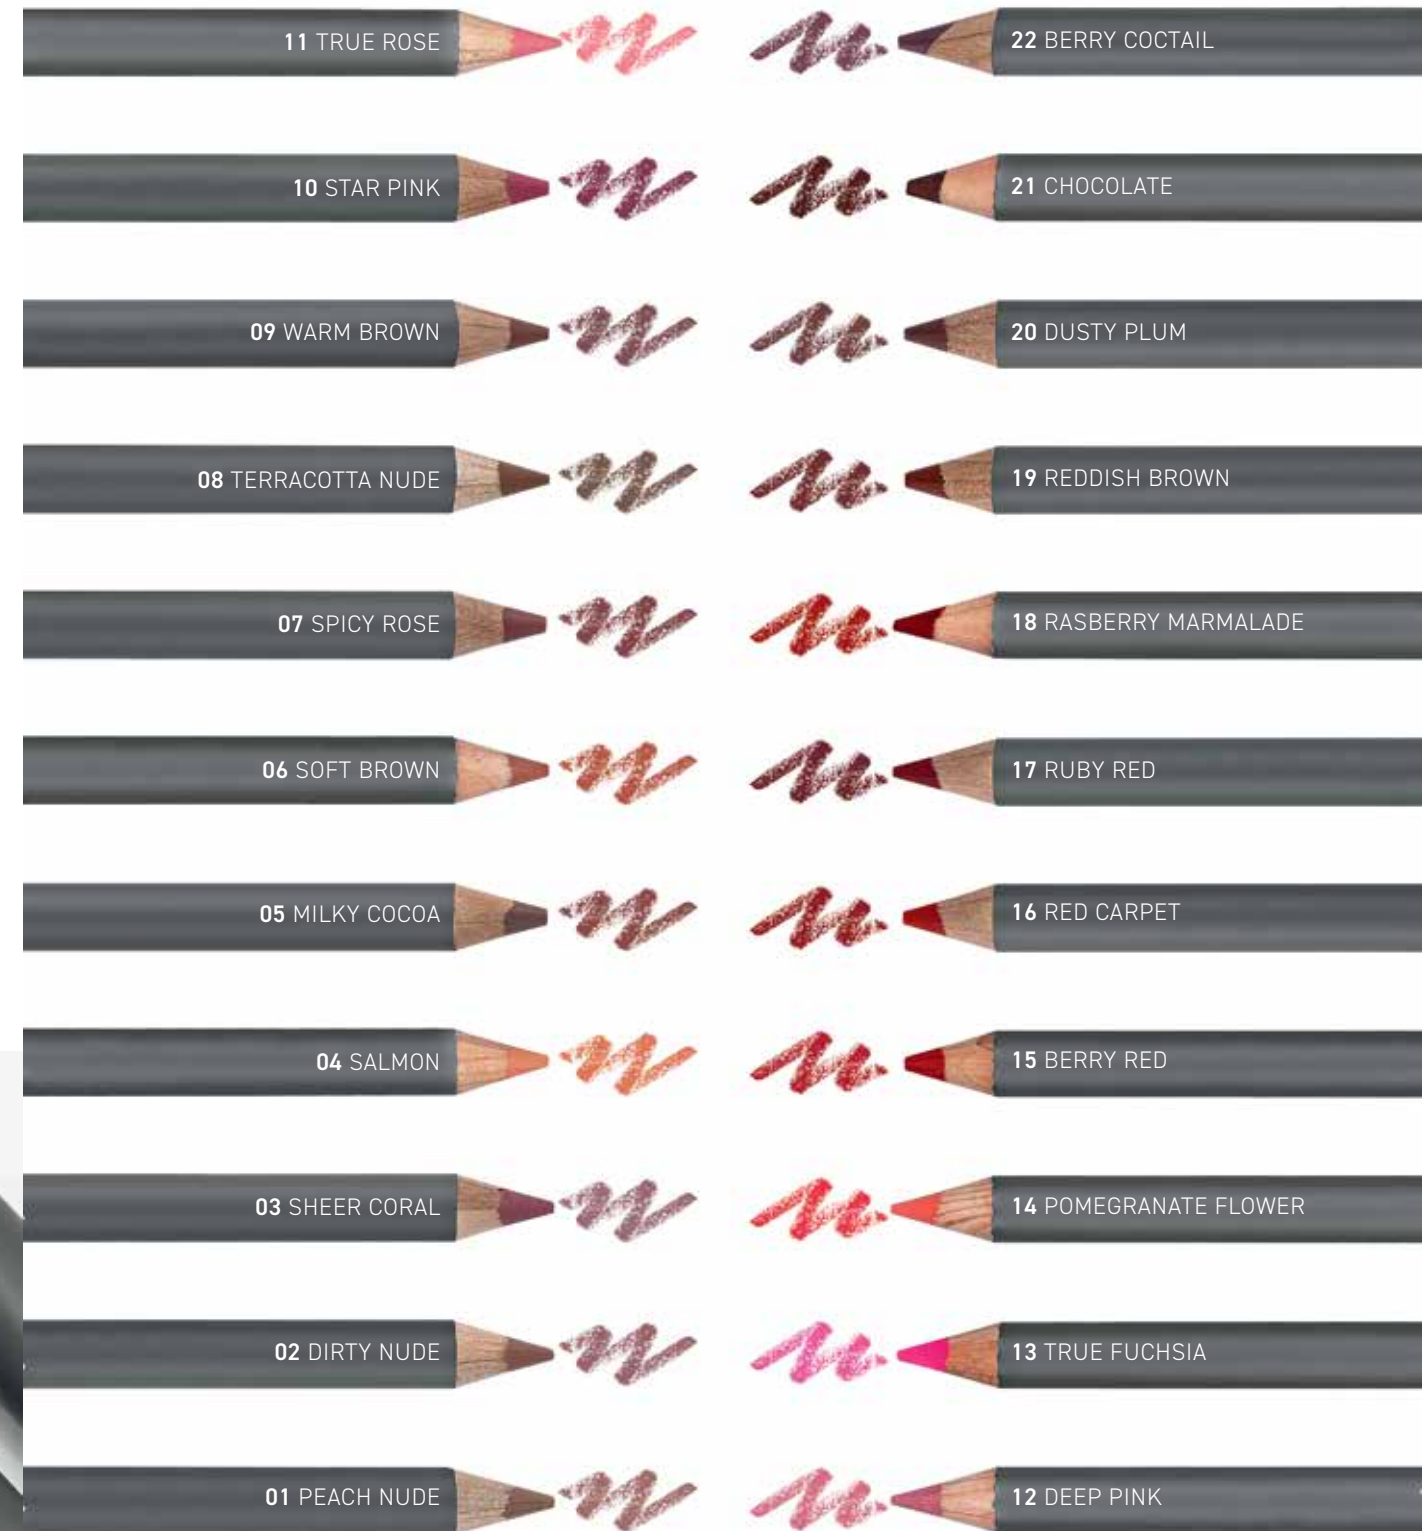 11 TRUE ROSE
22 BERRY COCTAIL
10 STAR PINK
21 CHOCOLATE
09 WARM BROWN
20 DUSTY PLUM
08 TERRACOTTA NUDE
19 REDDISH BROWN
07 SPICY ROSE
18 RASBERRY MARMALADE
06 SOFT BROWN
17 RUBY RED
05 MILKY COCOA
16 RED CARPET
04 SALMON
15 BERRY RED
03 SHEER CORAL
14 POMEGRANATE FLOWER
02 DIRTY NUDE
13 TRUE FUCHSIA
01 PEACH NUDE
12 DEEP PINK